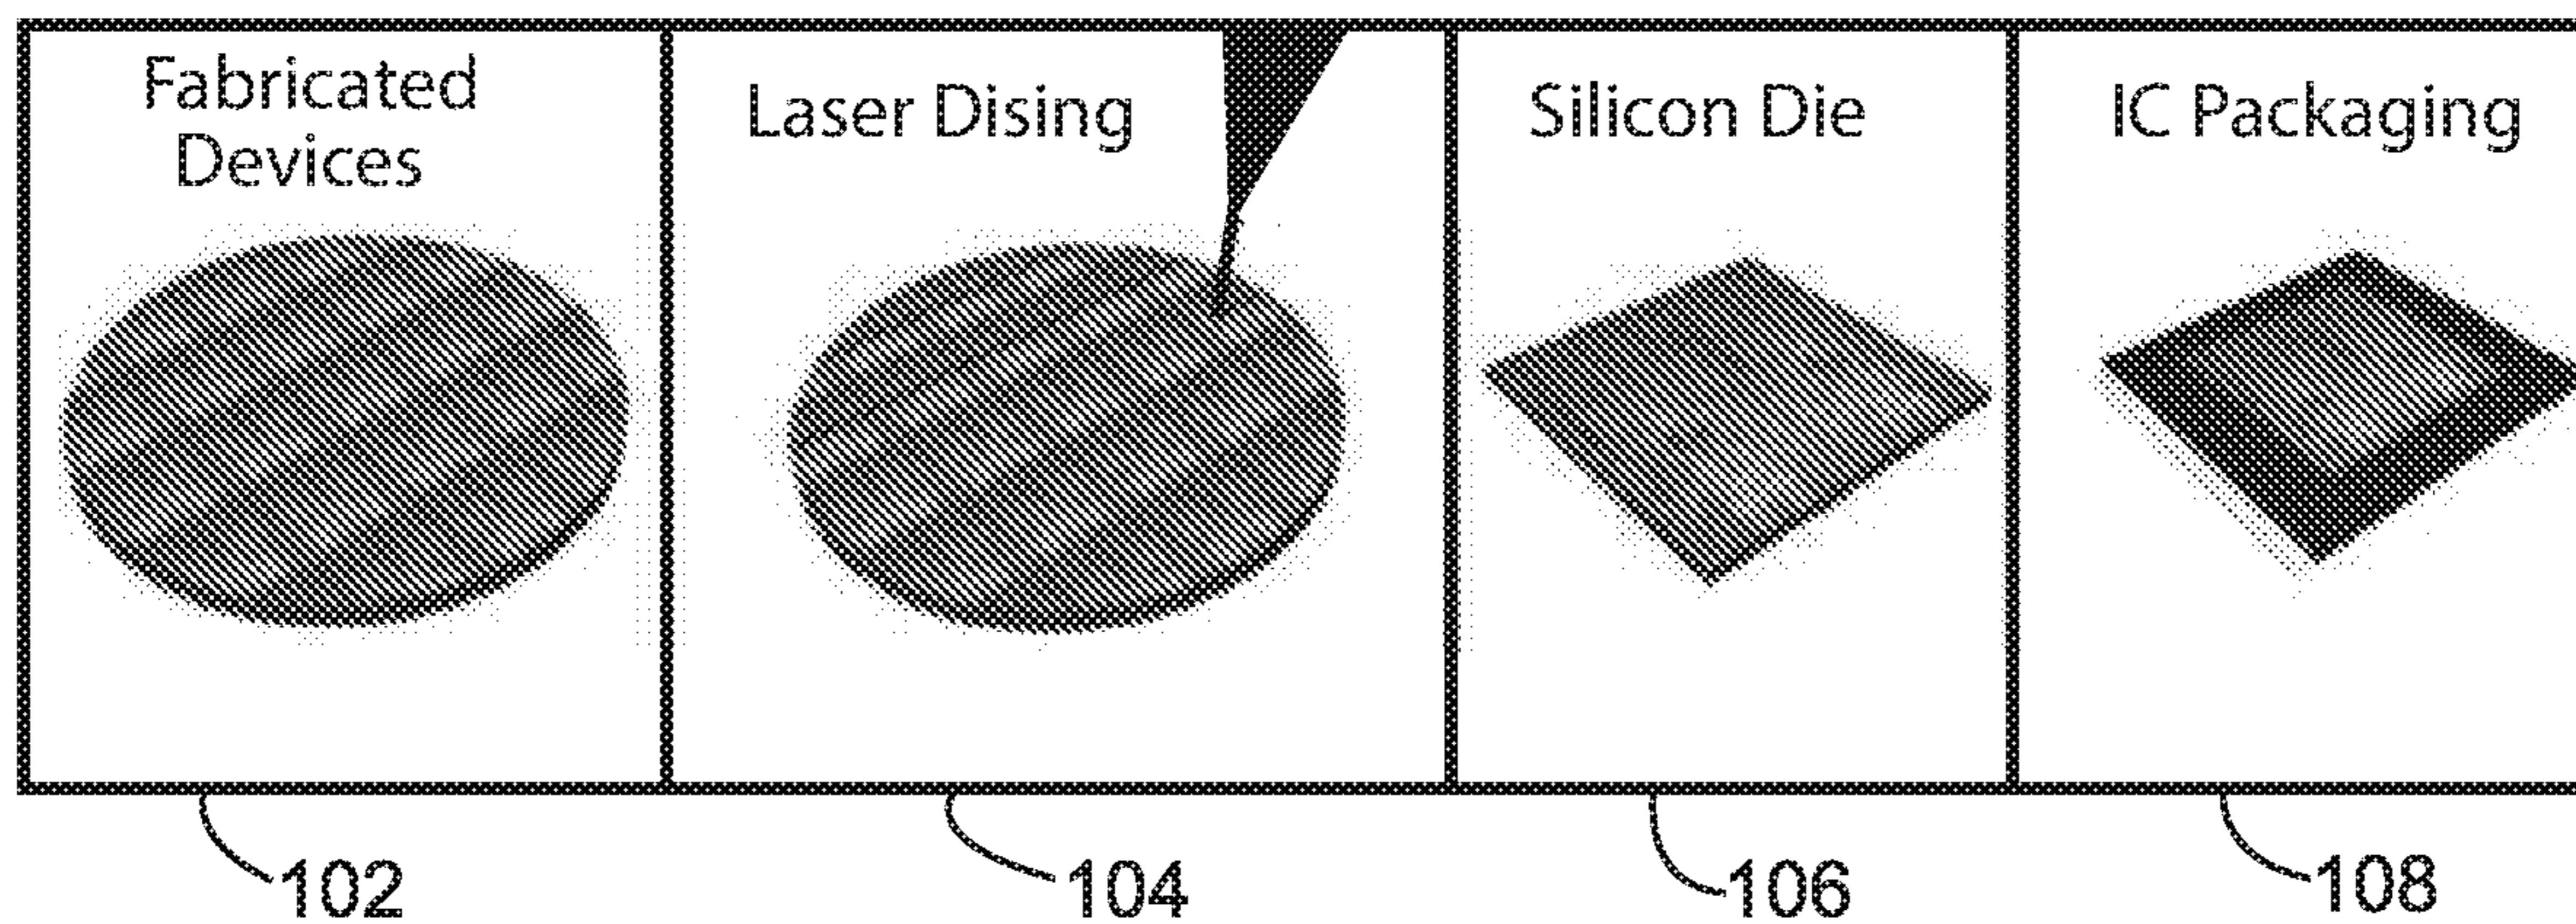 Fabricated
Devices
Laser Dising
Silicon Die
IC Packaging
102
104
106
108